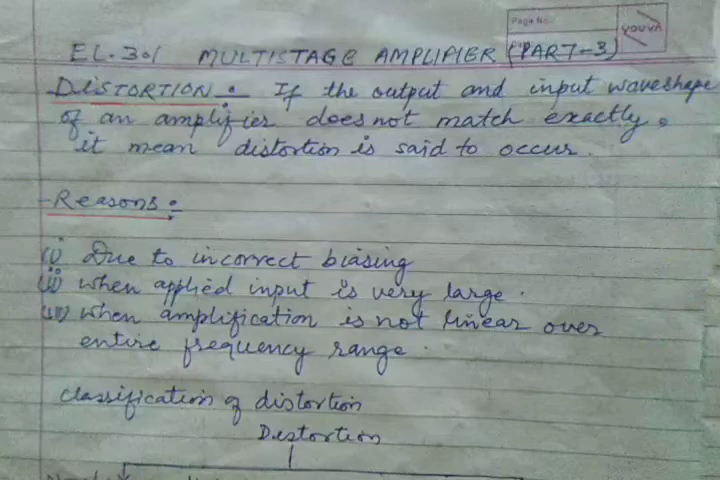 Page No.
YOUVA
EL.301 MULTISTAGE AMPLIFIER (PART-3)
DISTORTION :- If the output and input waveshape
of an amplifier does not match exactly,
it mean distortion is said to occur.
-Reasons:-
(i) Due to incorrect biasing
(ii) when applied input is very large.
(iii) when amplification is not linear over
entire frequency range.
Classification of distortion
Distortion